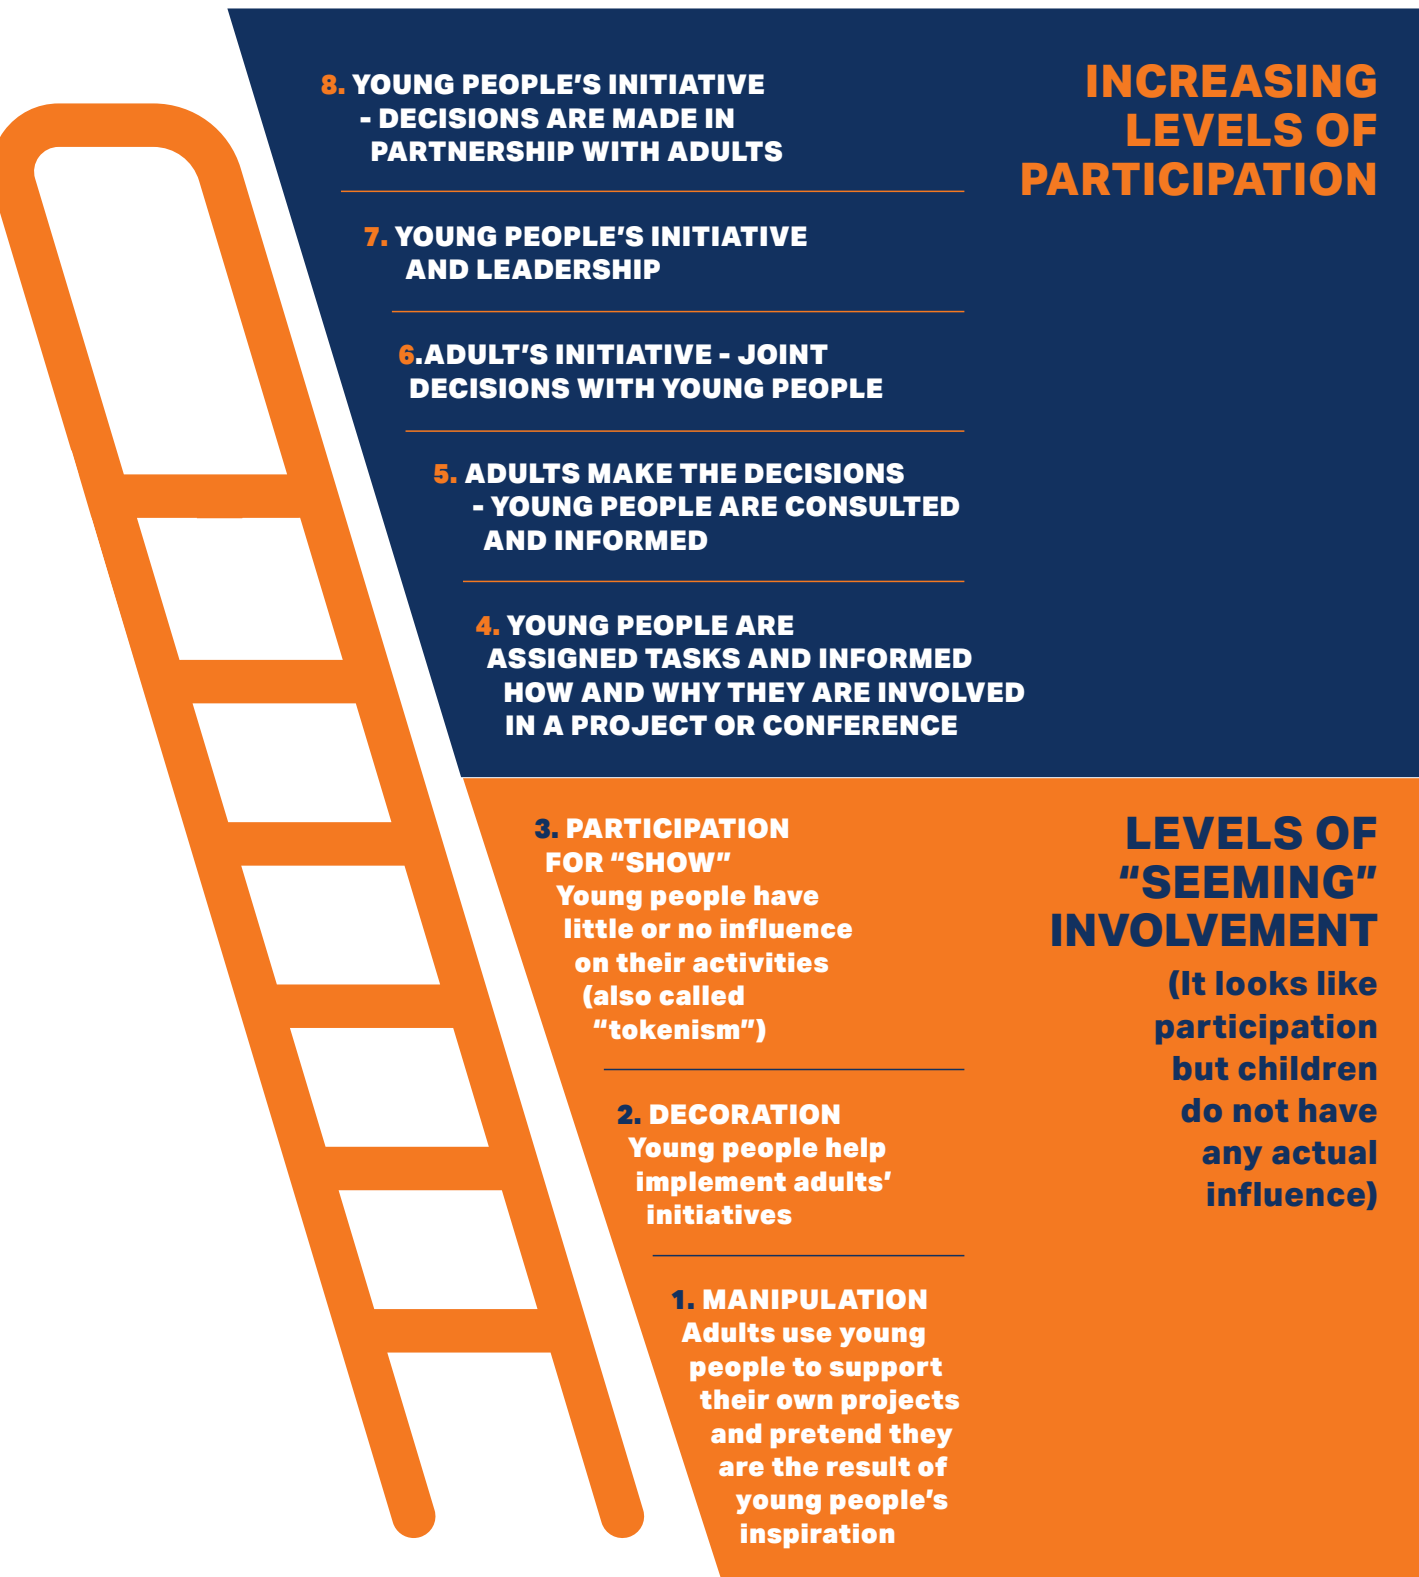 8. YOUNG PEOPLE'S INITIATIVE
- DECISIONS ARE MADE IN
PARTNERSHIP WITH ADULTS
INCREASING
LEVELS OF
PARTICIPATION
7. YOUNG PEOPLE'S INITIATIVE
AND LEADERSHIP
6.ADULT'S INITIATIVE - JOINT
DECISIONS WITH YOUNG PEOPLE
5. ADULTS MAKE THE DECISIONS
- YOUNG PEOPLE ARE CONSULTED
AND INFORMED
4. YOUNG PEOPLE ARE
ASSIGNED TASKS AND INFORMED
HOW AND WHY THEY ARE INVOLVED
IN A PROJECT OR CONFERENCE
3. PARTICIPATION
FOR "SHOW"
Young people have
little or no influence
on their activities
(also called
"tokenism")
LEVELS OF
"SEEMING"
INVOLVEMENT
(It looks like
participation
but children
do not have
any actual
influence)
2. DECORATION
Young people help
implement adults'
initiatives
1. MANIPULATION
Adults use young
people to support
their own projects
and pretend they
are the result of
young people's
inspiration